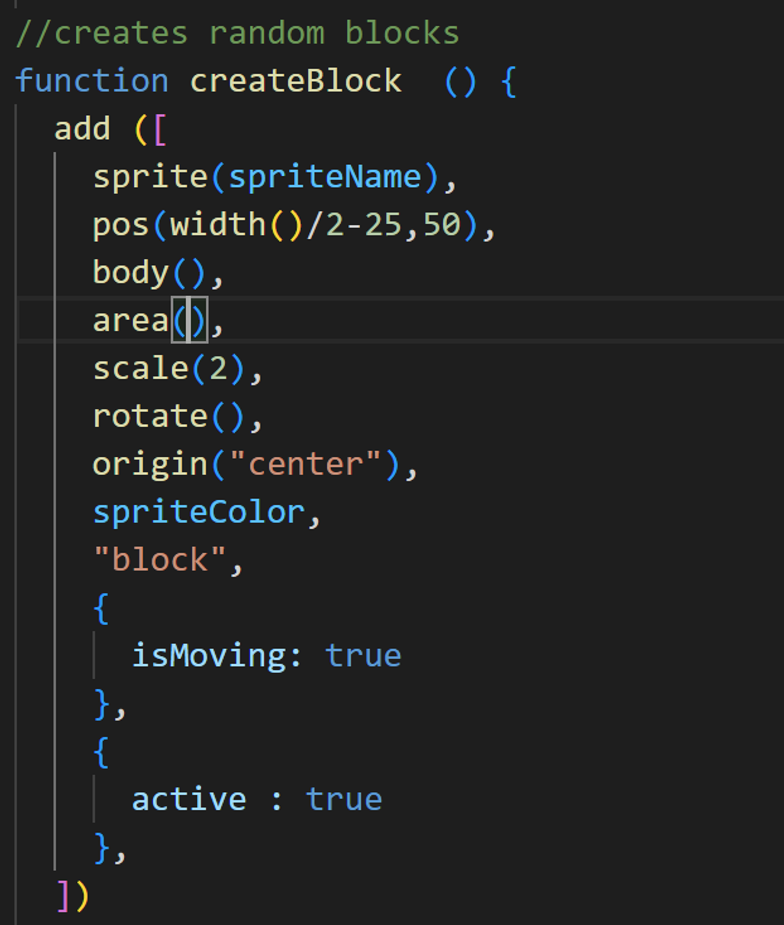 //creates random blocks
function createBlock  () {
  add ([
    sprite(spriteName),
    pos(width()/2-25,50),
    body(),
    area(),
    scale(2),
    rotate(),
    origin("center"),
    spriteColor,
    "block",
    {
      isMoving: true
    },
    {
      active : true
    },
  ])